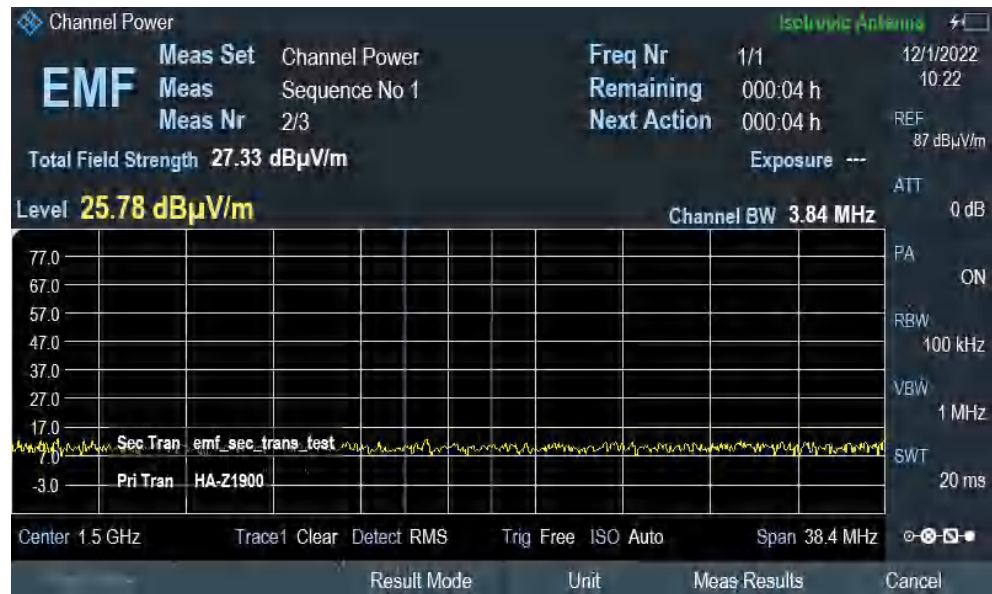 Channel Power
Isotropic Antenna
EMF
Meas Set Channel Power
Freq Nr 1/1
12/1/2022
Meas Sequence No 1
Remaining 000:04 h
10:22
Meas Nr 2/3
Next Action 000:04 h
REF
87 dBµV/m
Total Field Strength 27.33 dBµV/m
Exposure ---
ATT
0 dB
Level 25.78 dBµV/m
Channel BW 3.84 MHz
PA
ON
RBW
100 kHz
VBW
1 MHz
SWT
20 ms
77.0
67.0
57.0
47.0
37.0
27.0
17.0
7.0
-3.0
Sec Tran emf_sec_trans_test
Pri Tran HA-Z1900
Center 1.5 GHz
Trace1 Clear
Detect RMS
Trig Free
ISO Auto
Span 38.4 MHz
Result Mode
Unit
Meas Results
Cancel